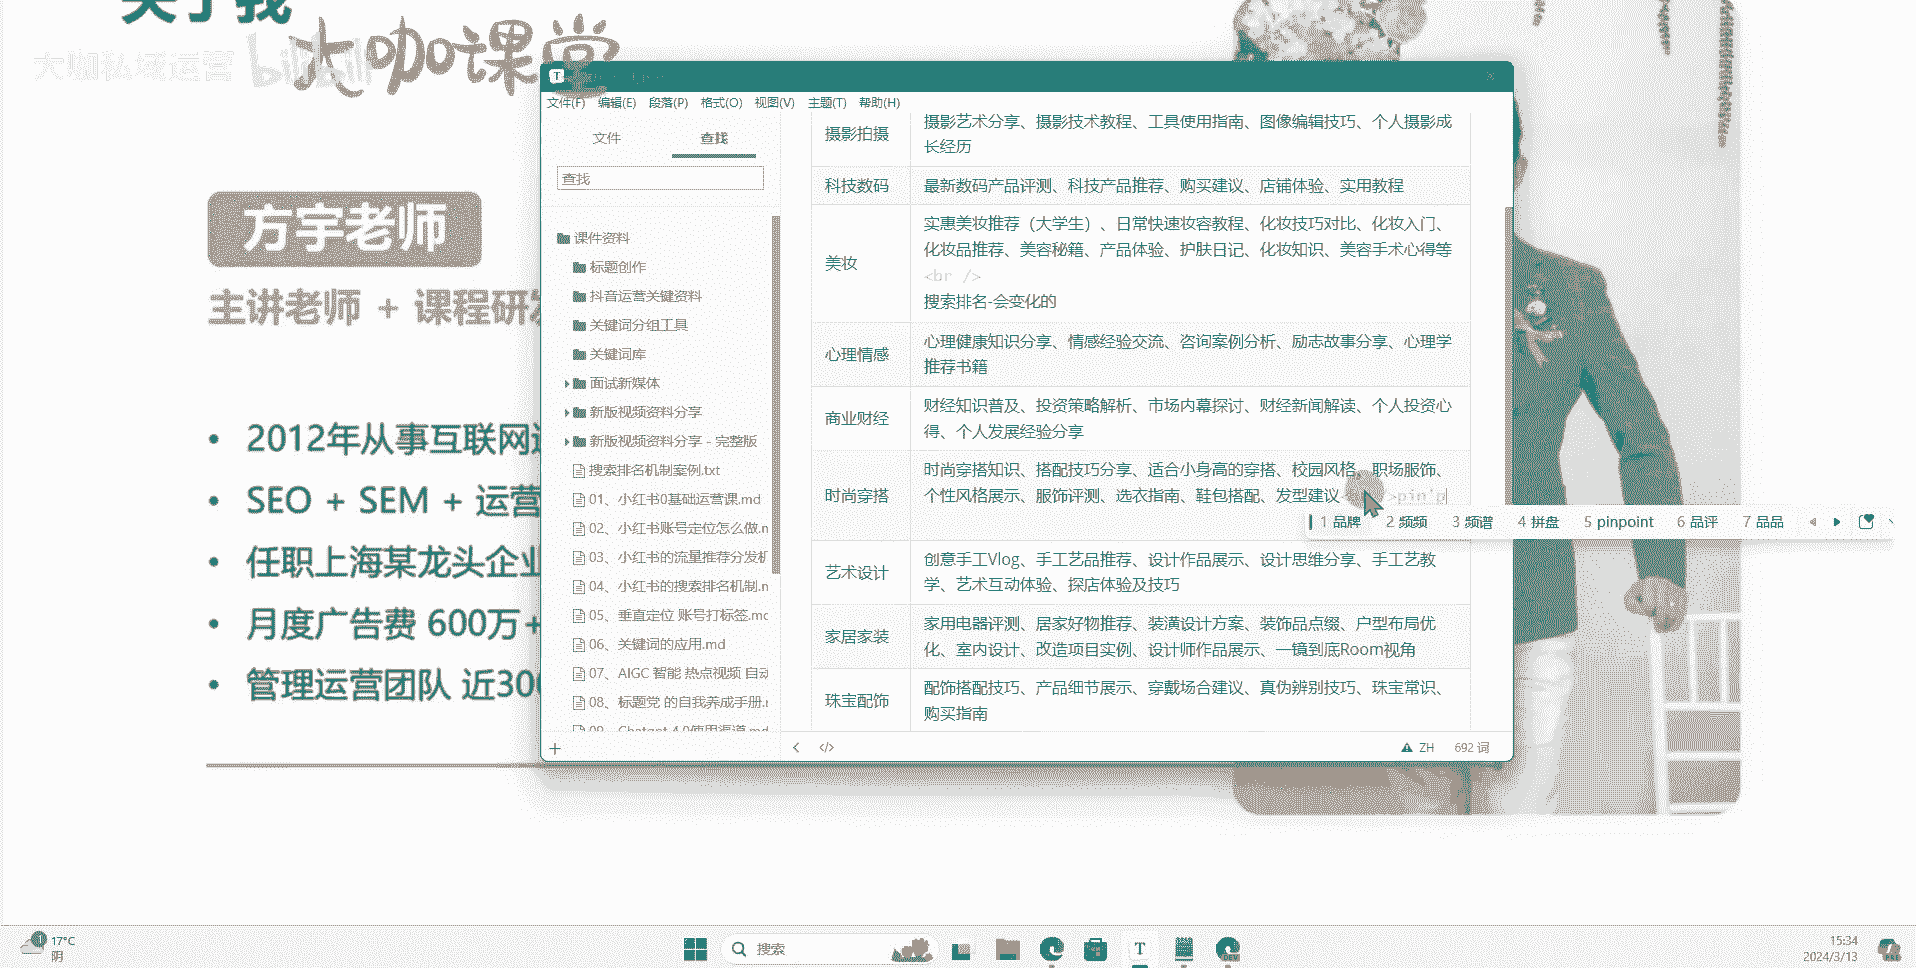 关于我
大咖私域运营 bilibili
大咖课堂
方宇老师
主讲老师 + 课程研发
2012年从事互联网
SEO + SEM + 运营
任职上海某龙头企业
月度广告费 600万+
管理运营团队 近300
文件(F) 编辑(E) 段落(P) 格式(O) 视图(V) 主题(T) 帮助(H)
文件 查找
查找
课件资料
标题创作
抖音运营关键资料
关键词分组工具
关键词库
面试新媒体
新版视频资料分享
新版视频资料分享 - 完整版
搜索排名机制案例.txt
01、小红书0基础运营课.md
02、小红书账号定位怎么做.m
03、小红书的流量推荐分发机
04、小红书的搜索排名机制.m
05、垂直定位 账号打标签.mc
06、关键词的应用.md
07、AIGC 智能 热点视频 自动
08、标题党 的自我养成手册.r
09、Chatgpt 4.0使用渠道.md
摄影拍摄
摄影艺术分享、摄影技术教程、工具使用指南、图像编辑技巧、个人摄影成
长经历
科技数码
最新数码产品评测、科技产品推荐、购买建议、店铺体验、实用教程
美妆
实惠美妆推荐（大学生）、日常快速妆容教程、化妆技巧对比、化妆入门、
化妆品推荐、美容秘籍、产品体验、护肤日记、化妆知识、美容手术心得等
<br />
搜索排名-会变化的
心理情感
心理健康知识分享、情感经验交流、咨询案例分析、励志故事分享、心理学
推荐书籍
商业财经
财经知识普及、投资策略解析、市场内幕探讨、财经新闻解读、个人投资心
得、个人发展经验分享
时尚穿搭
时尚穿搭知识、搭配技巧分享、适合小身高的穿搭、校园风格、职场服饰、
个性风格展示、服饰评测、选衣指南、鞋包搭配、发型建议 pin'p
1 品牌 2 频频 3 频谱 4 拼盘 5 pinpoint 6 品评 7 品品
艺术设计
创意手工Vlog、手工艺品推荐、设计作品展示、设计思维分享、手工艺教
学、艺术互动体验、探店体验及技巧
家居家装
家用电器评测、居家好物推荐、装潢设计方案、装饰品点缀、户型布局优
化、室内设计、改造项目实例、设计师作品展示、一镜到底Room视角
珠宝配饰
配饰搭配技巧、产品细节展示、穿戴场合建议、真伪辨别技巧、珠宝常识、
购买指南
ZH 692 词
17°C
阴
搜索
15:34
2024/3/13